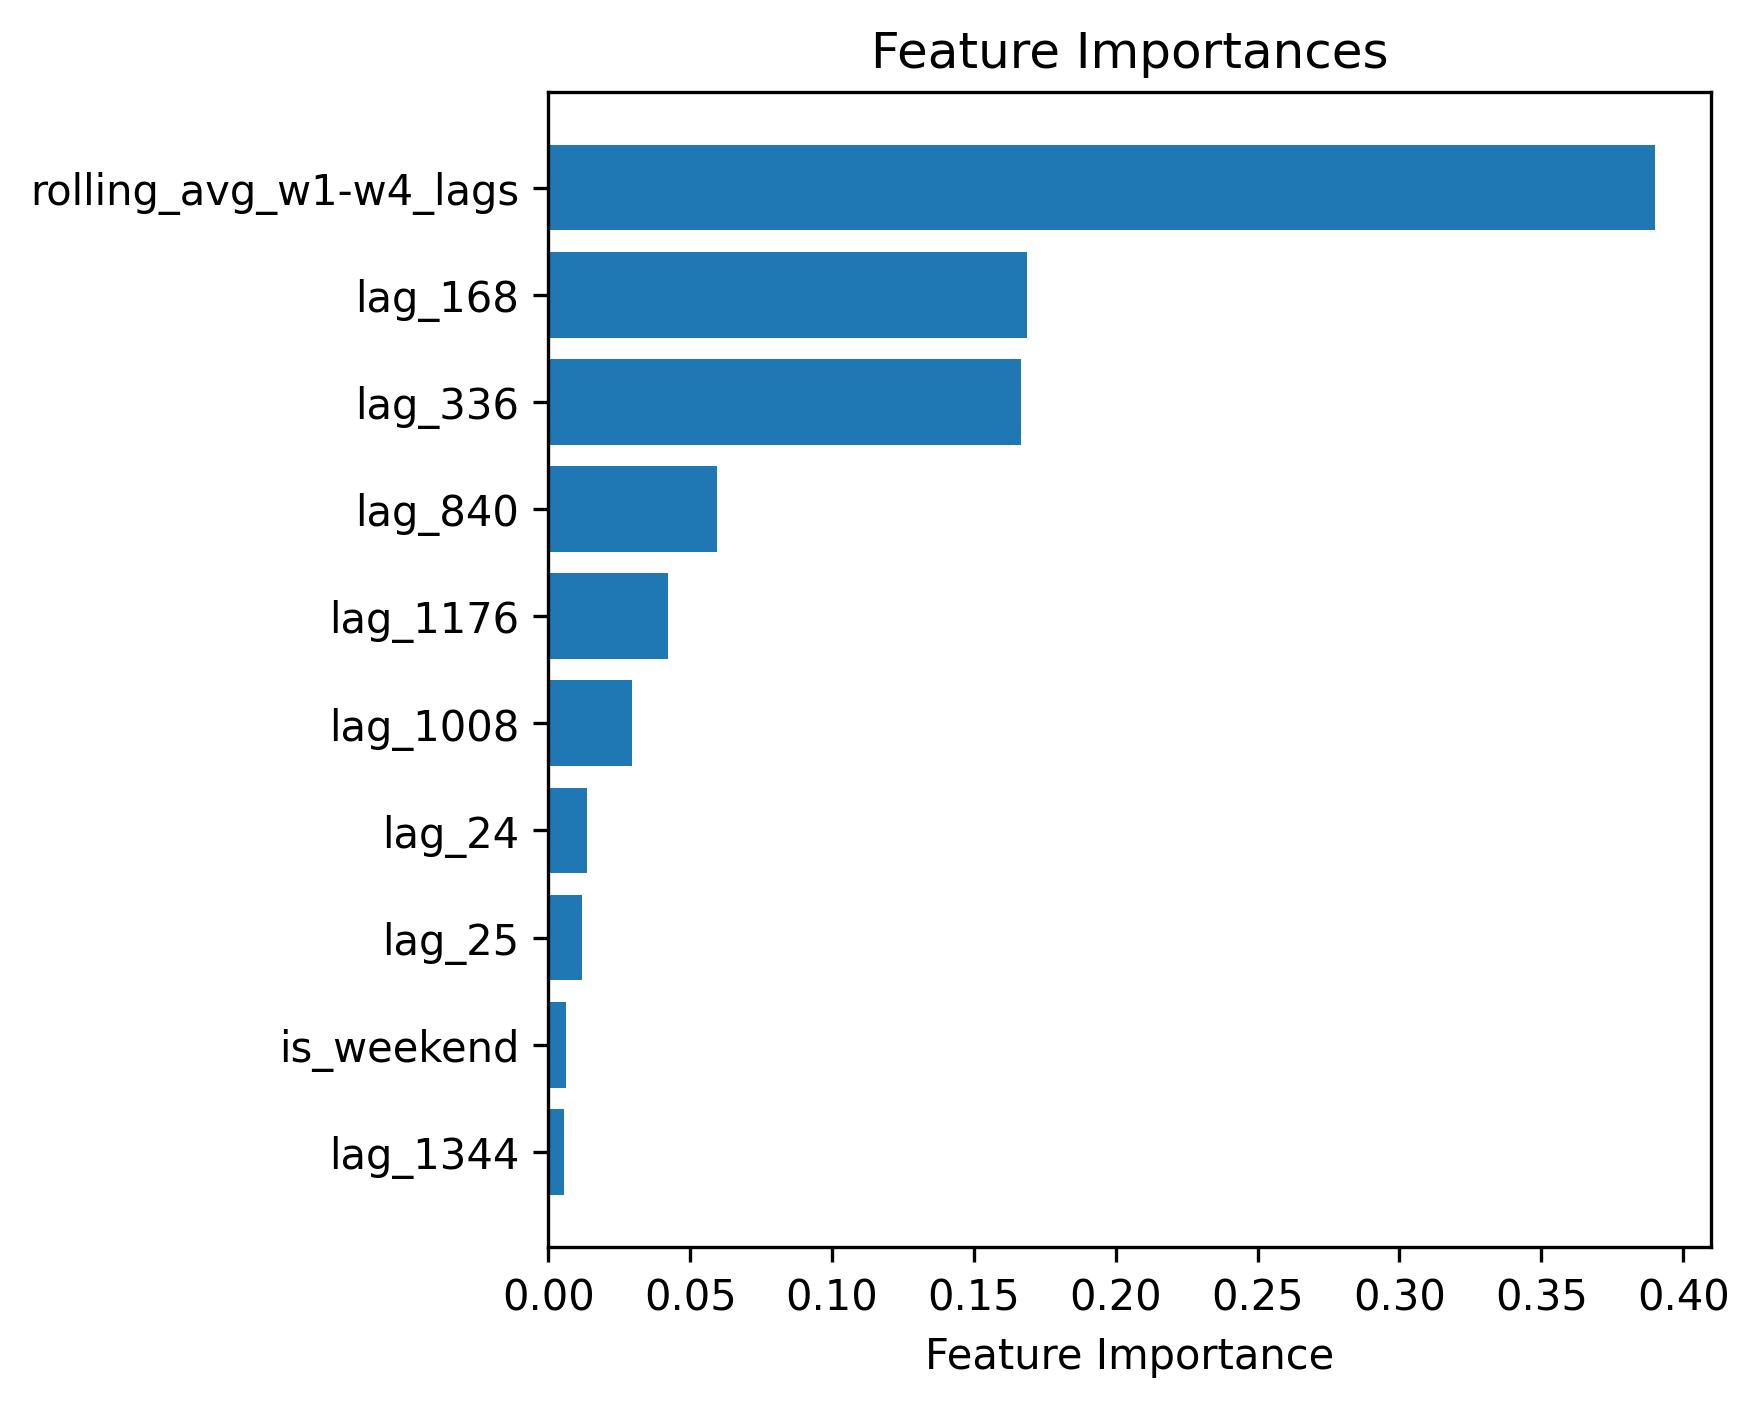 Feature Importances
rolling_avg_w1-w4_lags
lag_168
lag_336
lag_840
lag_1176
lag_1008
lag_24
lag_25
is_weekend
lag_1344
0.00 0.05 0.10 0.15 0.20 0.25 0.30 0.35 0.40
Feature Importance